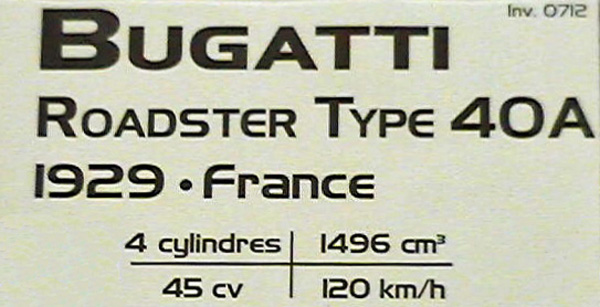 Inv. 0712
BUGATTI
ROADSTER TYPE 40A
1929 • France
4 cylindres | 1496 cm³
45 cv | 120 km/h